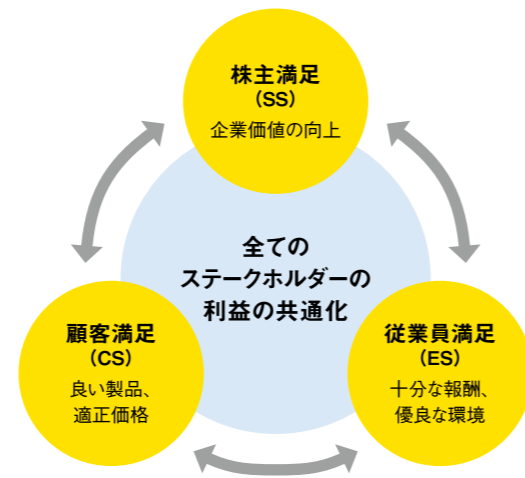 株主満足
（SS）
企業価値の向上
全ての
ステークホルダーの
利益の共通化
顧客満足
（CS）
良い製品、
適正価格
従業員満足
（ES）
十分な報酬、
優良な環境